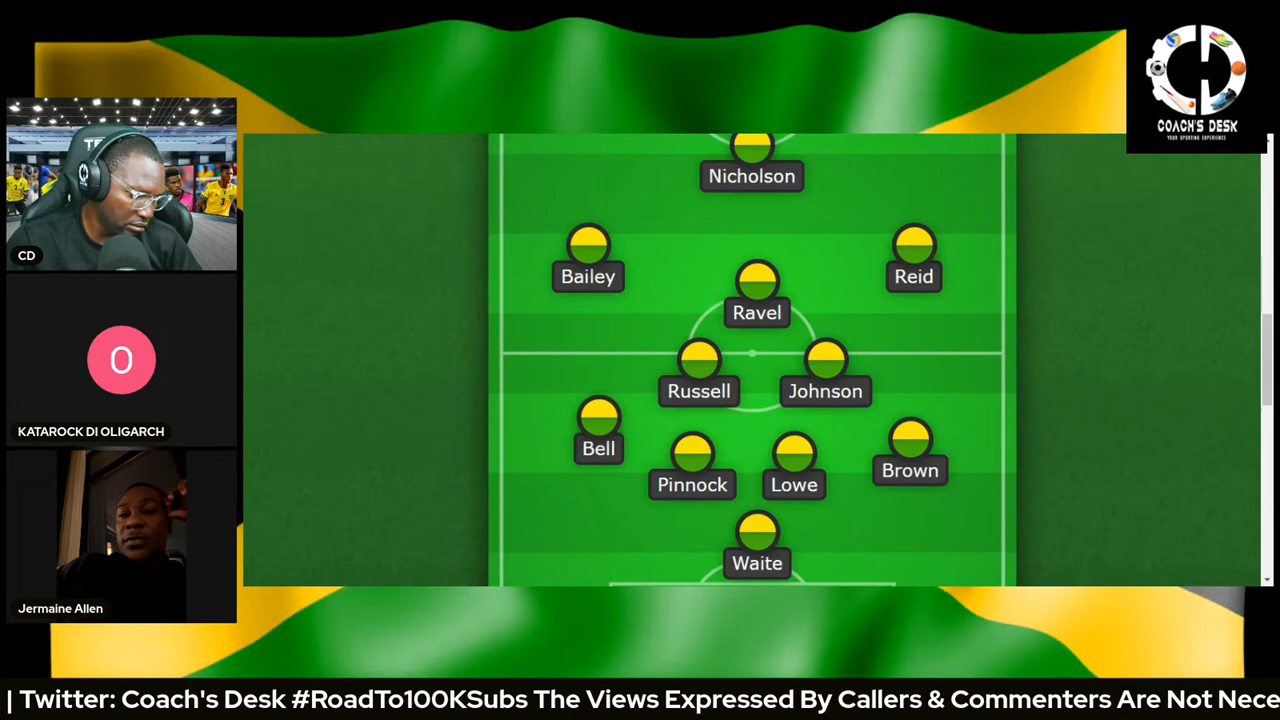 COACH'S DESK
YOUR SPORTING EXPERIENCE
CD
O
KATAROCK DI OLIGARCH
Jermaine Allen
Nicholson
Bailey
Reid
Ravel
Russell
Johnson
Bell
Brown
Pinnock
Lowe
Waite
| Twitter: Coach's Desk #RoadTo100KSubs The Views Expressed By Callers & Commenters Are Not Nece